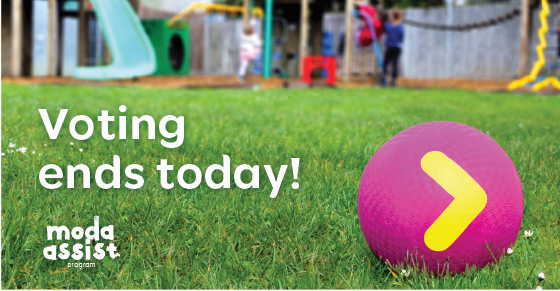 Voting
ends today!
moda
assist
program